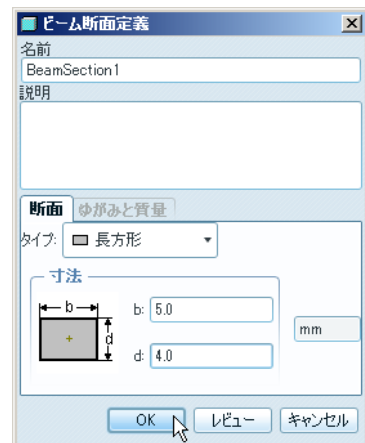 ビーム断面定義
名前
BeamSection1
説明
断面 ゆがみと質量
タイプ: 長方形
寸法
b b: 5.0
mm
d d: 4.0
OK レビュー キャンセル